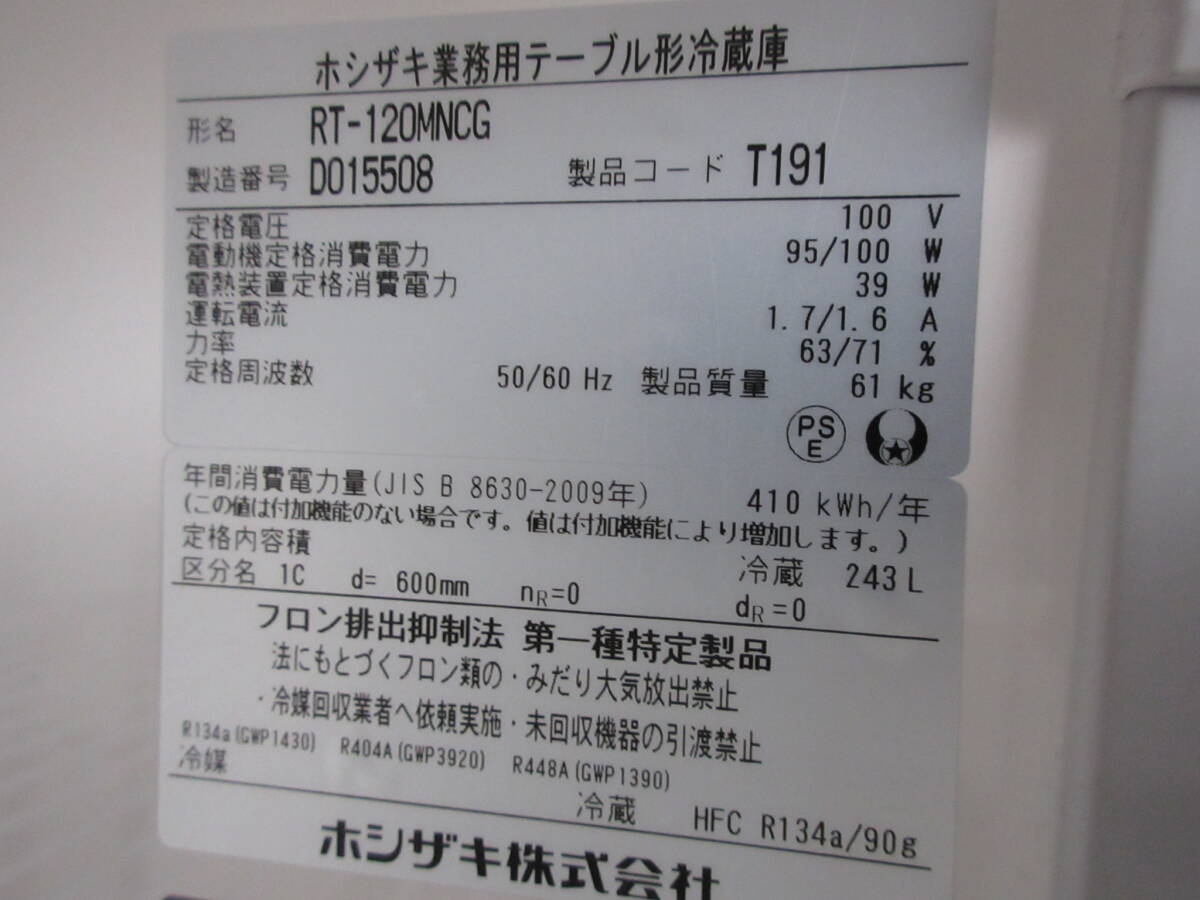 ホシザキ業務用テーブル形冷蔵庫
形名 RT-120MNCG
製造番号 D015508 製品コード T191
定格電圧 100 V
電動機定格消費電力 95/100 W
電熱装置定格消費電力 39 W
運転電流 1.7/1.6 A
力率 63/71 %
定格周波数 50/60 Hz 製品質量 61 kg
PS E
年間消費電力量(JIS B 8630-2009年) 410 kWh/年
(この値は付加機能のない場合です。値は付加機能により増加します。)
定格内容積 冷蔵 243 L
区分名 1C d= 600mm nR=0 dR=0
フロン排出抑制法 第一種特定製品
法にもとづくフロン類の・みだり大気放出禁止
・冷媒回収業者へ依頼実施・未回収機器の引渡禁止
R134a(GWP1430) R404A(GWP3920) R448A(GWP1390)
冷媒 冷蔵 HFC R134a/90g
ホシザキ株式会社